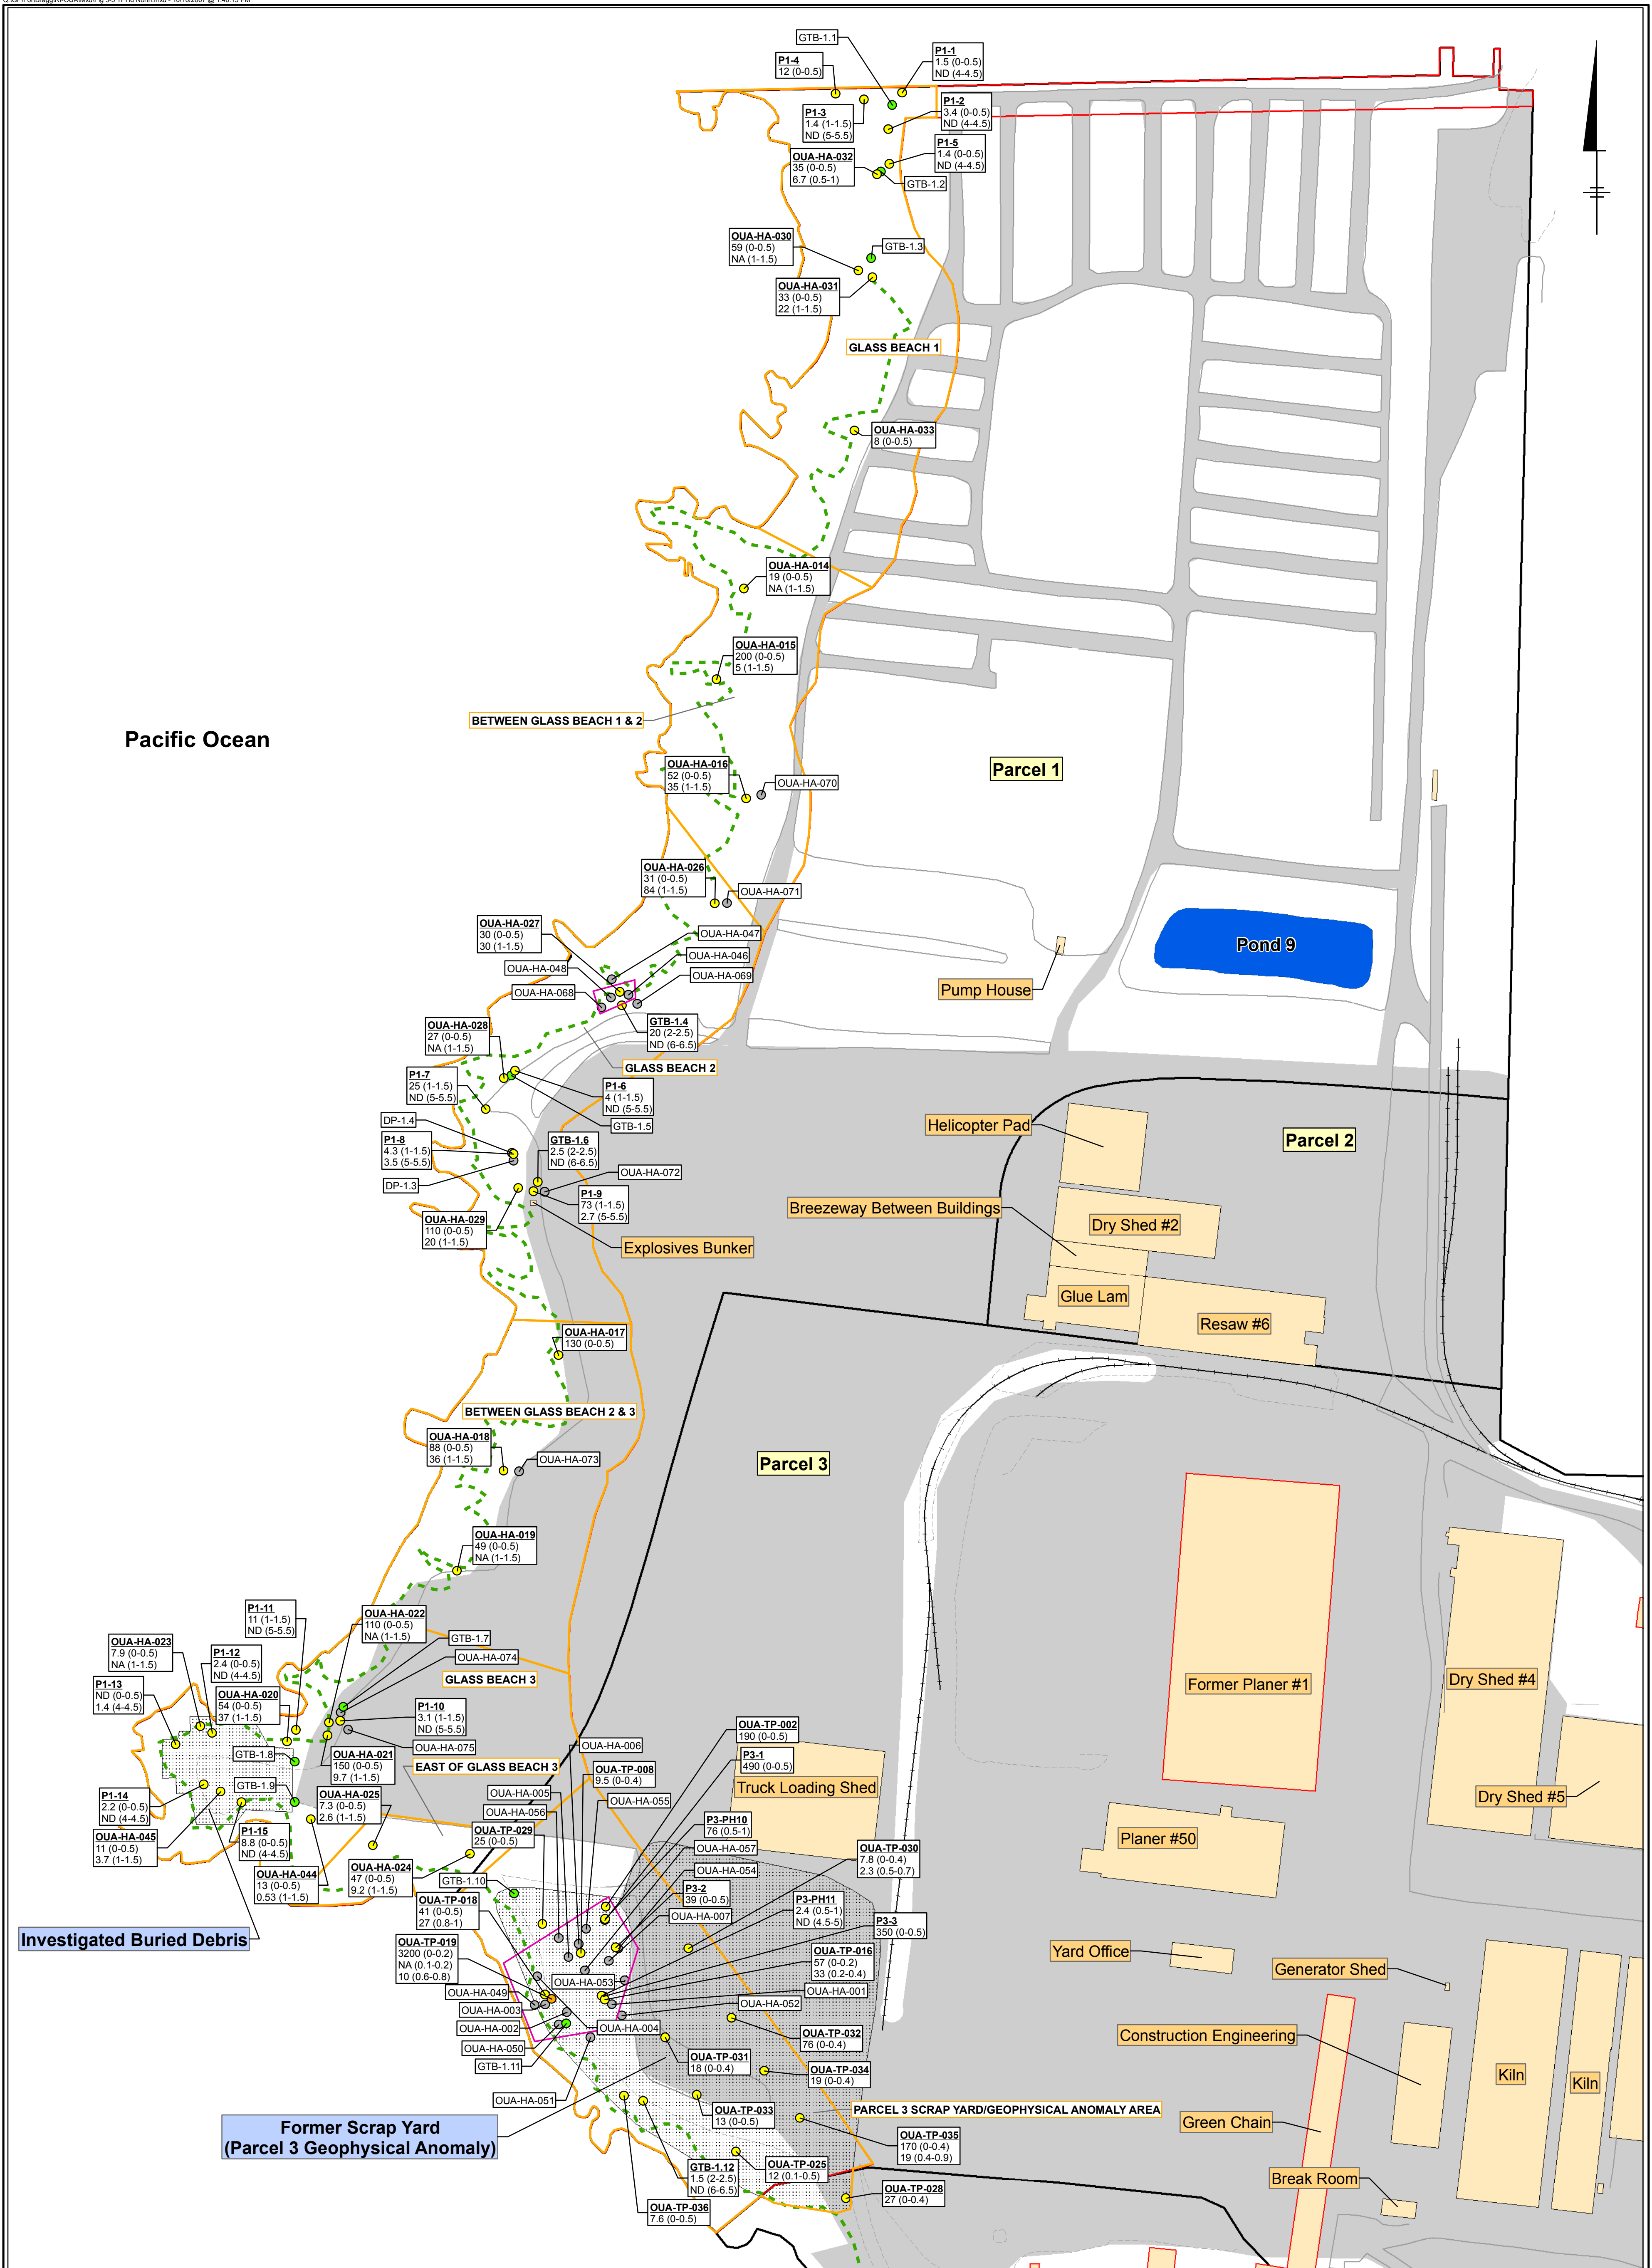 GTB-1.1
P1-1
1.5 (0-0.5)
ND (4-4.5)
P1-4
12 (0-0.5)
P1-3
1.4 (1-1.5)
ND (5-5.5)
P1-2
3.4 (0-0.5)
ND (4-4.5)
P1-5
1.4 (0-0.5)
ND (4-4.5)
OUA-HA-032
35 (0-0.5)
6.7 (0.5-1)
GTB-1.2
OUA-HA-030
59 (0-0.5)
NA (1-1.5)
GTB-1.3
OUA-HA-031
33 (0-0.5)
22 (1-1.5)
GLASS BEACH 1
OUA-HA-033
8 (0-0.5)
OUA-HA-014
19 (0-0.5)
NA (1-1.5)
OUA-HA-015
200 (0-0.5)
5 (1-1.5)
BETWEEN GLASS BEACH 1 & 2
Pacific Ocean
OUA-HA-016
52 (0-0.5)
35 (1-1.5)
OUA-HA-070
Parcel 1
OUA-HA-026
31 (0-0.5)
84 (1-1.5)
OUA-HA-071
OUA-HA-027
30 (0-0.5)
30 (1-1.5)
OUA-HA-047
OUA-HA-046
OUA-HA-048
OUA-HA-069
OUA-HA-068
Pond 9
Pump House
GTB-1.4
20 (2-2.5)
ND (6-6.5)
OUA-HA-028
27 (0-0.5)
NA (1-1.5)
GLASS BEACH 2
P1-7
25 (1-1.5)
ND (5-5.5)
P1-6
4 (1-1.5)
ND (5-5.5)
GTB-1.5
DP-1.4
P1-8
4.3 (1-1.5)
3.5 (5-5.5)
DP-1.3
GTB-1.6
2.5 (2-2.5)
ND (6-6.5)
OUA-HA-072
P1-9
73 (1-1.5)
2.7 (5-5.5)
OUA-HA-029
110 (0-0.5)
20 (1-1.5)
Explosives Bunker
Helicopter Pad
Parcel 2
Breezeway Between Buildings
Dry Shed #2
Glue Lam
Resaw #6
OUA-HA-017
130 (0-0.5)
BETWEEN GLASS BEACH 2 & 3
OUA-HA-018
88 (0-0.5)
36 (1-1.5)
OUA-HA-073
Parcel 3
OUA-HA-019
49 (0-0.5)
NA (1-1.5)
P1-11
11 (1-1.5)
ND (5-5.5)
OUA-HA-022
110 (0-0.5)
NA (1-1.5)
GTB-1.7
OUA-HA-074
GLASS BEACH 3
OUA-HA-023
7.9 (0-0.5)
NA (1-1.5)
P1-12
2.4 (0-0.5)
ND (4-4.5)
P1-13
ND (0-0.5)
1.4 (4-4.5)
OUA-HA-020
54 (0-0.5)
37 (1-1.5)
P1-10
3.1 (1-1.5)
ND (5-5.5)
OUA-HA-075
GTB-1.8
OUA-HA-021
150 (0-0.5)
9.7 (1-1.5)
EAST OF GLASS BEACH 3
GTB-1.9
OUA-HA-025
7.3 (0-0.5)
2.6 (1-1.5)
P1-14
2.2 (0-0.5)
ND (4-4.5)
OUA-HA-045
11 (0-0.5)
3.7 (1-1.5)
P1-15
8.8 (0-0.5)
ND (4-4.5)
OUA-HA-044
13 (0-0.5)
0.53 (1-1.5)
OUA-HA-024
47 (0-0.5)
9.2 (1-1.5)
Investigated Buried Debris
OUA-TP-002
190 (0-0.5)
OUA-HA-006
P3-1
490 (0-0.5)
OUA-TP-008
9.5 (0-0.4)
Truck Loading Shed
OUA-HA-005
OUA-HA-055
OUA-HA-056
OUA-TP-029
25 (0-0.5)
P3-PH10
76 (0.5-1)
OUA-HA-057
OUA-HA-054
OUA-TP-030
7.8 (0-0.4)
2.3 (0.5-0.7)
GTB-1.10
P3-2
39 (0-0.5)
OUA-HA-007
P3-PH11
2.4 (0.5-1)
ND (4.5-5)
P3-3
350 (0-0.5)
OUA-TP-018
41 (0-0.5)
27 (0.8-1)
OUA-TP-019
3200 (0-0.2)
NA (0.1-0.2)
10 (0.6-0.8)
OUA-TP-016
57 (0-0.2)
33 (0.2-0.4)
OUA-HA-053
OUA-HA-049
OUA-HA-001
OUA-HA-003
OUA-HA-052
OUA-HA-002
OUA-HA-004
OUA-HA-050
OUA-TP-032
76 (0-0.4)
GTB-1.11
OUA-TP-031
18 (0-0.4)
OUA-TP-034
19 (0-0.4)
OUA-HA-051
OUA-TP-033
13 (0-0.5)
PARCEL 3 SCRAP YARD/GEOPHYSICAL ANOMALY AREA
Former Scrap Yard
(Parcel 3 Geophysical Anomaly)
OUA-TP-035
170 (0-0.4)
19 (0.4-0.9)
GTB-1.12
1.5 (2-2.5)
ND (6-6.5)
OUA-TP-025
12 (0.1-0.5)
OUA-TP-028
27 (0-0.4)
OUA-TP-036
7.6 (0-0.5)
Former Planer #1
Dry Shed #4
Dry Shed #5
Planer #50
Yard Office
Generator Shed
Construction Engineering
Kiln
Kiln
Green Chain
Break Room